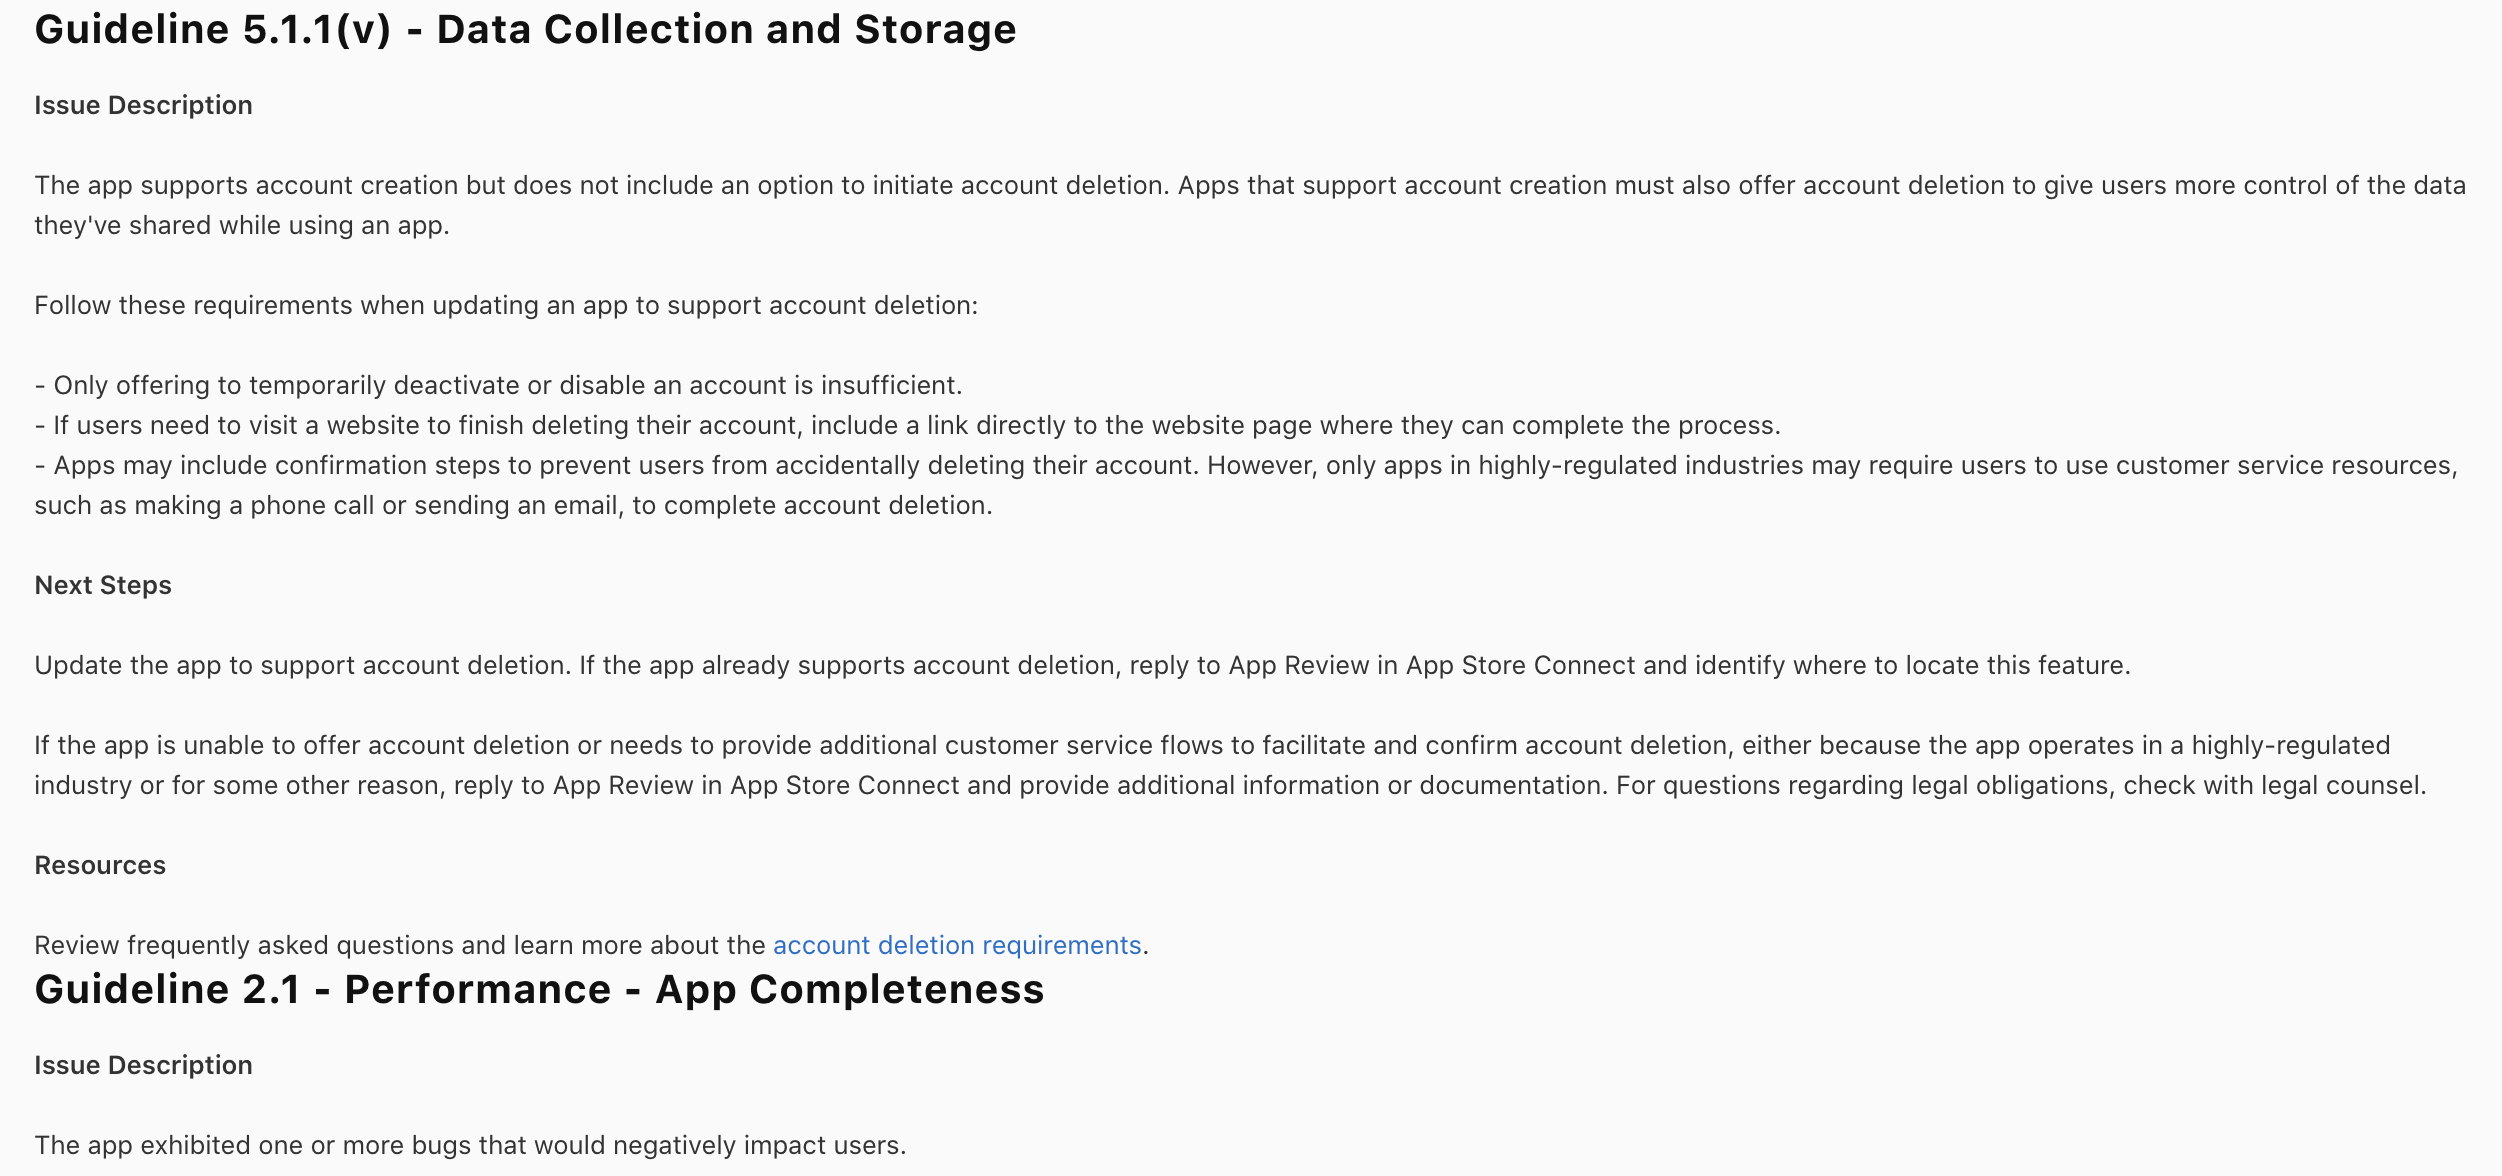 Guideline 5.1.1(v) - Data Collection and Storage
Issue Description
The app supports account creation but does not include an option to initiate account deletion. Apps that support account creation must also offer account deletion to give users more control of the data
they've shared while using an app.
Follow these requirements when updating an app to support account deletion:
- Only offering to temporarily deactivate or disable an account is insufficient.
- If users need to visit a website to finish deleting their account, include a link directly to the website page where they can complete the process.
- Apps may include confirmation steps to prevent users from accidentally deleting their account. However, only apps in highly-regulated industries may require users to use customer service resources,
such as making a phone call or sending an email, to complete account deletion.
Next Steps
Update the app to support account deletion. If the app already supports account deletion, reply to App Review in App Store Connect and identify where to locate this feature.
If the app is unable to offer account deletion or needs to provide additional customer service flows to facilitate and confirm account deletion, either because the app operates in a highly-regulated
industry or for some other reason, reply to App Review in App Store Connect and provide additional information or documentation. For questions regarding legal obligations, check with legal counsel.
Resources
Review frequently asked questions and learn more about the account deletion requirements.
Guideline 2.1 - Performance - App Completeness
Issue Description
The app exhibited one or more bugs that would negatively impact users.